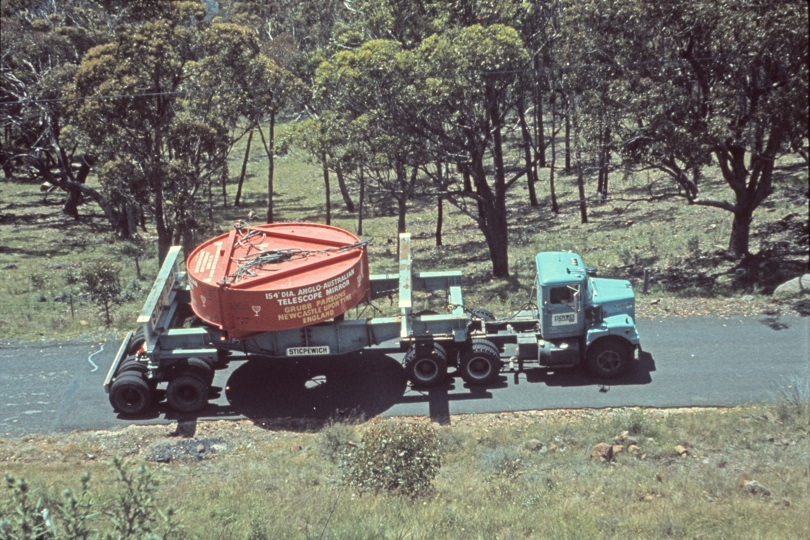 154" DIA. ANGLO-AUSTRALIAN
TELESCOPE MIRROR
GRUBB PARSONS
NEWCASTLE UPON TYNE
ENGLAND
STICPEWICH